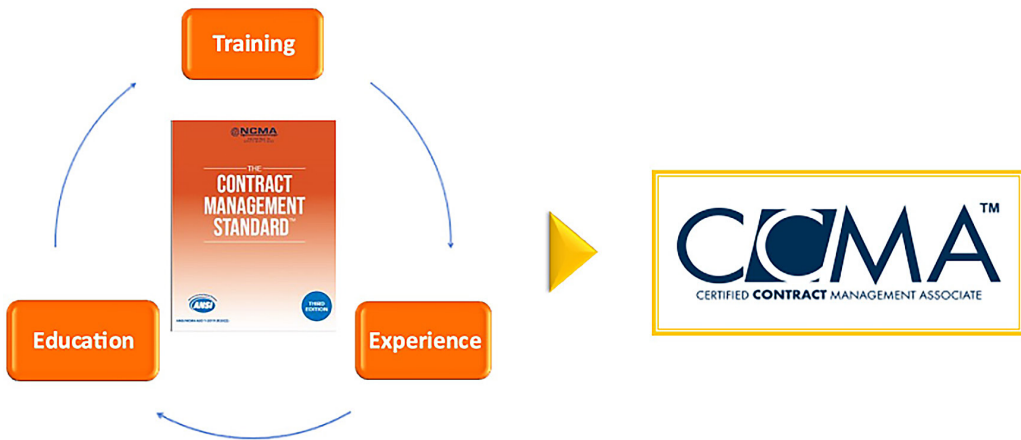 Training
NCMA
THE
CONTRACT
MANAGEMENT
STANDARD™
ANSI
THIRD
EDITION
Education
Experience
CCMA™
CERTIFIED CONTRACT MANAGEMENT ASSOCIATE